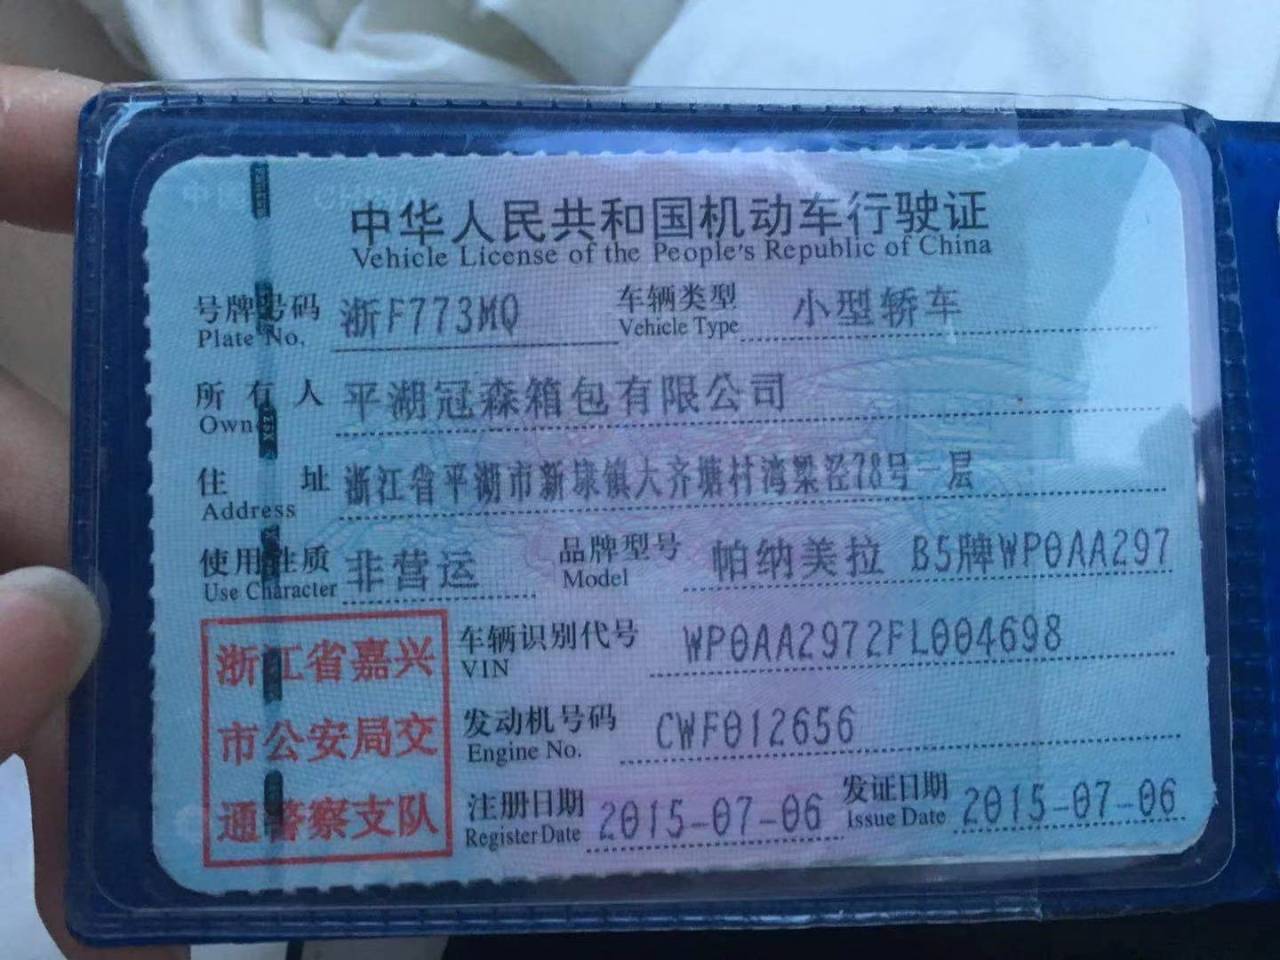 中华人民共和国机动车行驶证
Vehicle License of the People's Republic of China
号牌号码 浙F773MQ 车辆类型 小型轿车
Plate No. Vehicle Type
所有人 平湖冠森箱包有限公司
Owner
住址 浙江省平湖市新埭镇大齐塘村湾梁泾78号一层
Address
使用性质 非营运 品牌型号 帕纳美拉 B5牌WP0AA297
Use Character Model
浙江省嘉兴
市公安局交
通警察支队
车辆识别代号 WP0AA2972FL004698
VIN
发动机号码 CWF012656
Engine No.
注册日期 2015-07-06 发证日期 2015-07-06
Register Date Issue Date